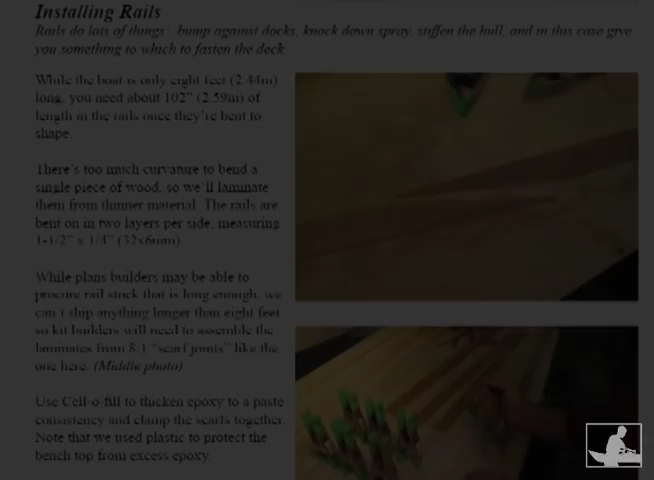 Installing Rails
Rails do lots of things: bump against docks, knock down spray, stiffen the hull, and in this case give
you something to which to fasten the deck.
While the boat is only eight feet (2.44m)
long, you need about 102" (2.59m) of
length in the rails once they're bent to
shape.
There's too much curvature to bend a
single piece of wood, so we'll laminate
them from thinner material. The rails are
bent on in two layers per side, measuring
1-1/2" x 1/4" (32x6mm)
While plans builders may be able to
procure rail stock that is long enough, we
can't ship anything longer than eight feet
so kit builders will need to assemble the
laminates from 8:1 "scarf joints" like the
one here. (Middle photo)
Use Cell-o-fill to thicken epoxy to a paste
consistency and clamp the scarfs together.
Note that we used plastic to protect the
bench top from excess epoxy.